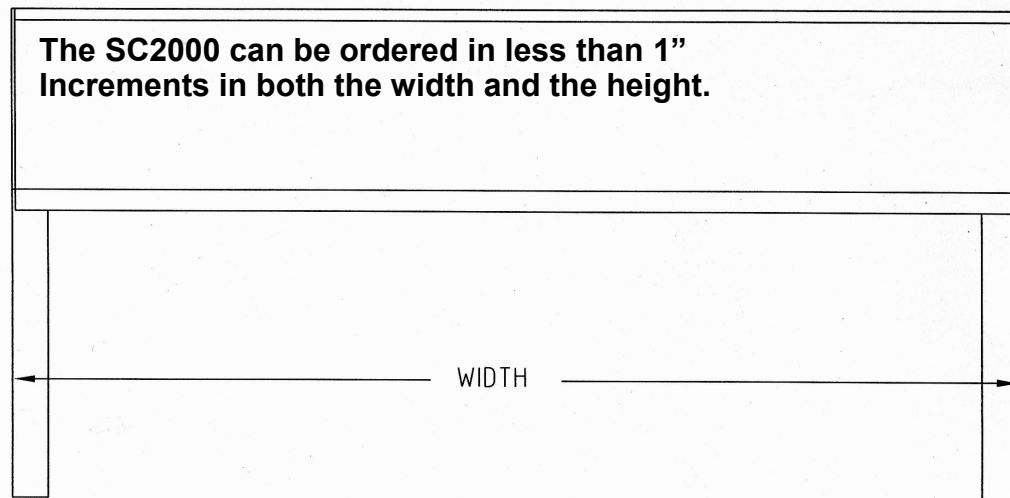 The SC2000 can be ordered in less than 1”
Increments in both the width and the height.
WIDTH